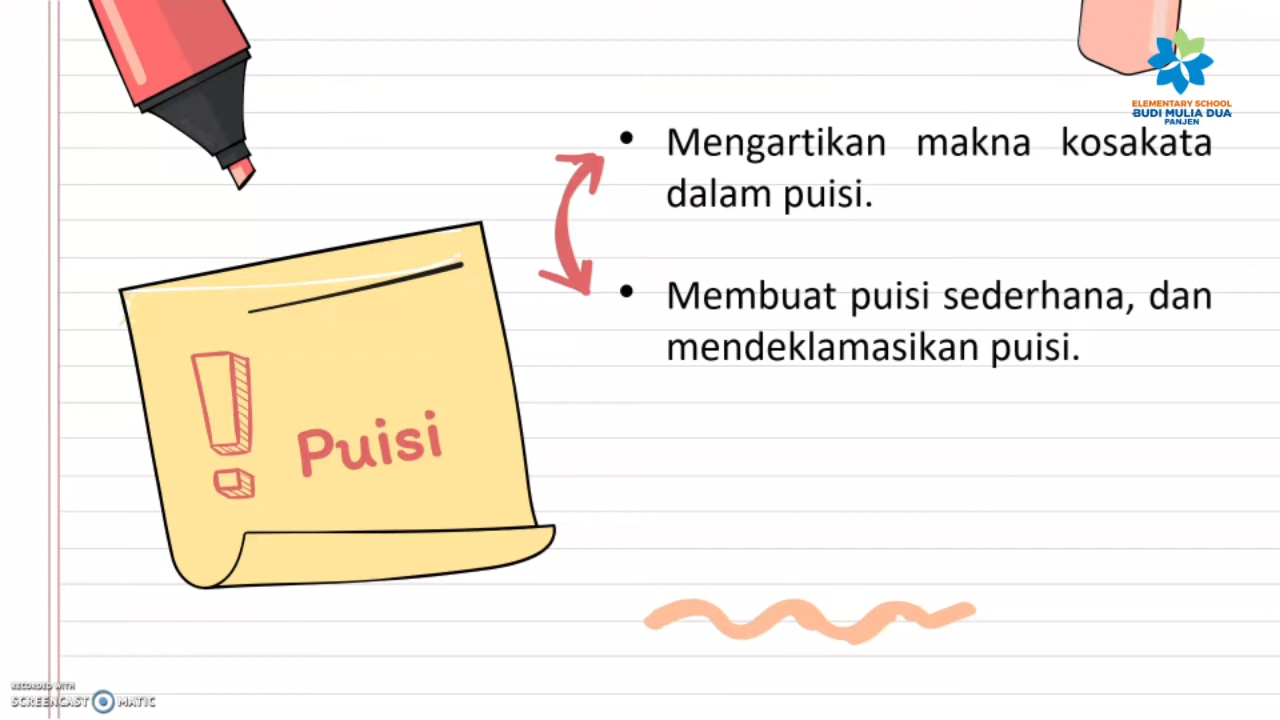 ELEMENTARY SCHOOL
BUDI MULIA DUA
PANJEN
• Mengartikan makna kosakata
dalam puisi.
• Membuat puisi sederhana, dan
mendeklamasikan puisi.
! Puisi
RECORDED WITH
SCREENCAST MATIC